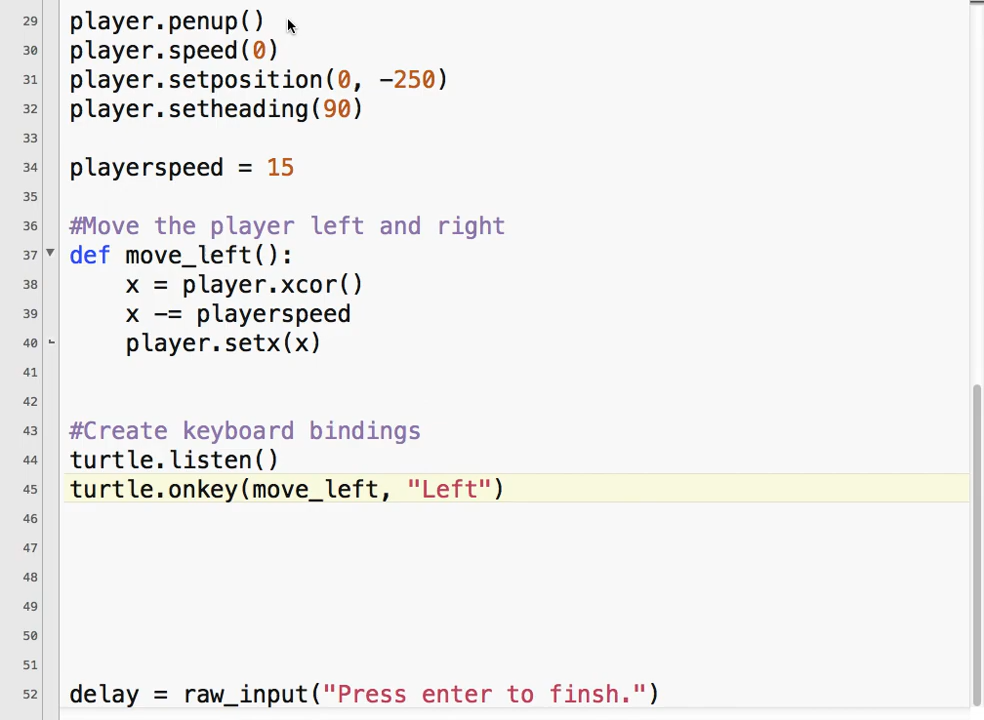 29 player.penup()
30 player.speed(0)
31 player.setposition(0, -250)
32 player.setheading(90)
33
34 playerspeed = 15
35
36 #Move the player left and right
37 def move_left():
38     x = player.xcor()
39     x -= playerspeed
40     player.setx(x)
41
42
43 #Create keyboard bindings
44 turtle.listen()
45 turtle.onkey(move_left, "Left")
46
47
48
49
50
51
52 delay = raw_input("Press enter to finsh.")